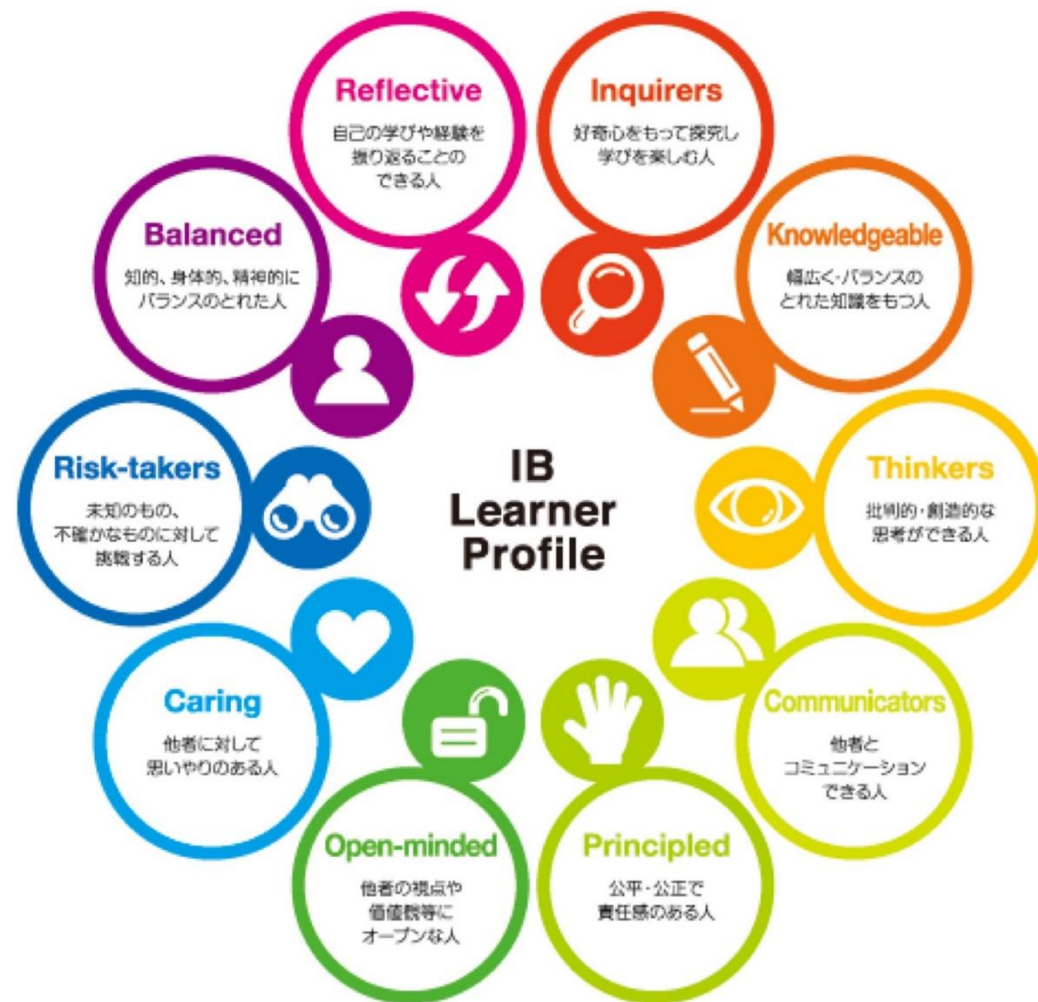 Reflective
自己の学びや経験を
振り返ることの
できる人
Inquirers
好奇心をもって探究し
学びを楽しむ人
Balanced
知的、身体的、精神的に
バランスのとれた人
Knowledgeable
幅広く・バランスの
とれた知識をもつ人
Risk-takers
未知のもの、
不確かなものに対して
挑戦する人
IB
Learner
Profile
Thinkers
批判的・創造的な
思考ができる人
Caring
他者に対して
思いやりのある人
Communicators
他者と
コミュニケーション
できる人
Open-minded
他者の視点や
価値観等に
オープンな人
Principled
公平・公正で
責任感のある人